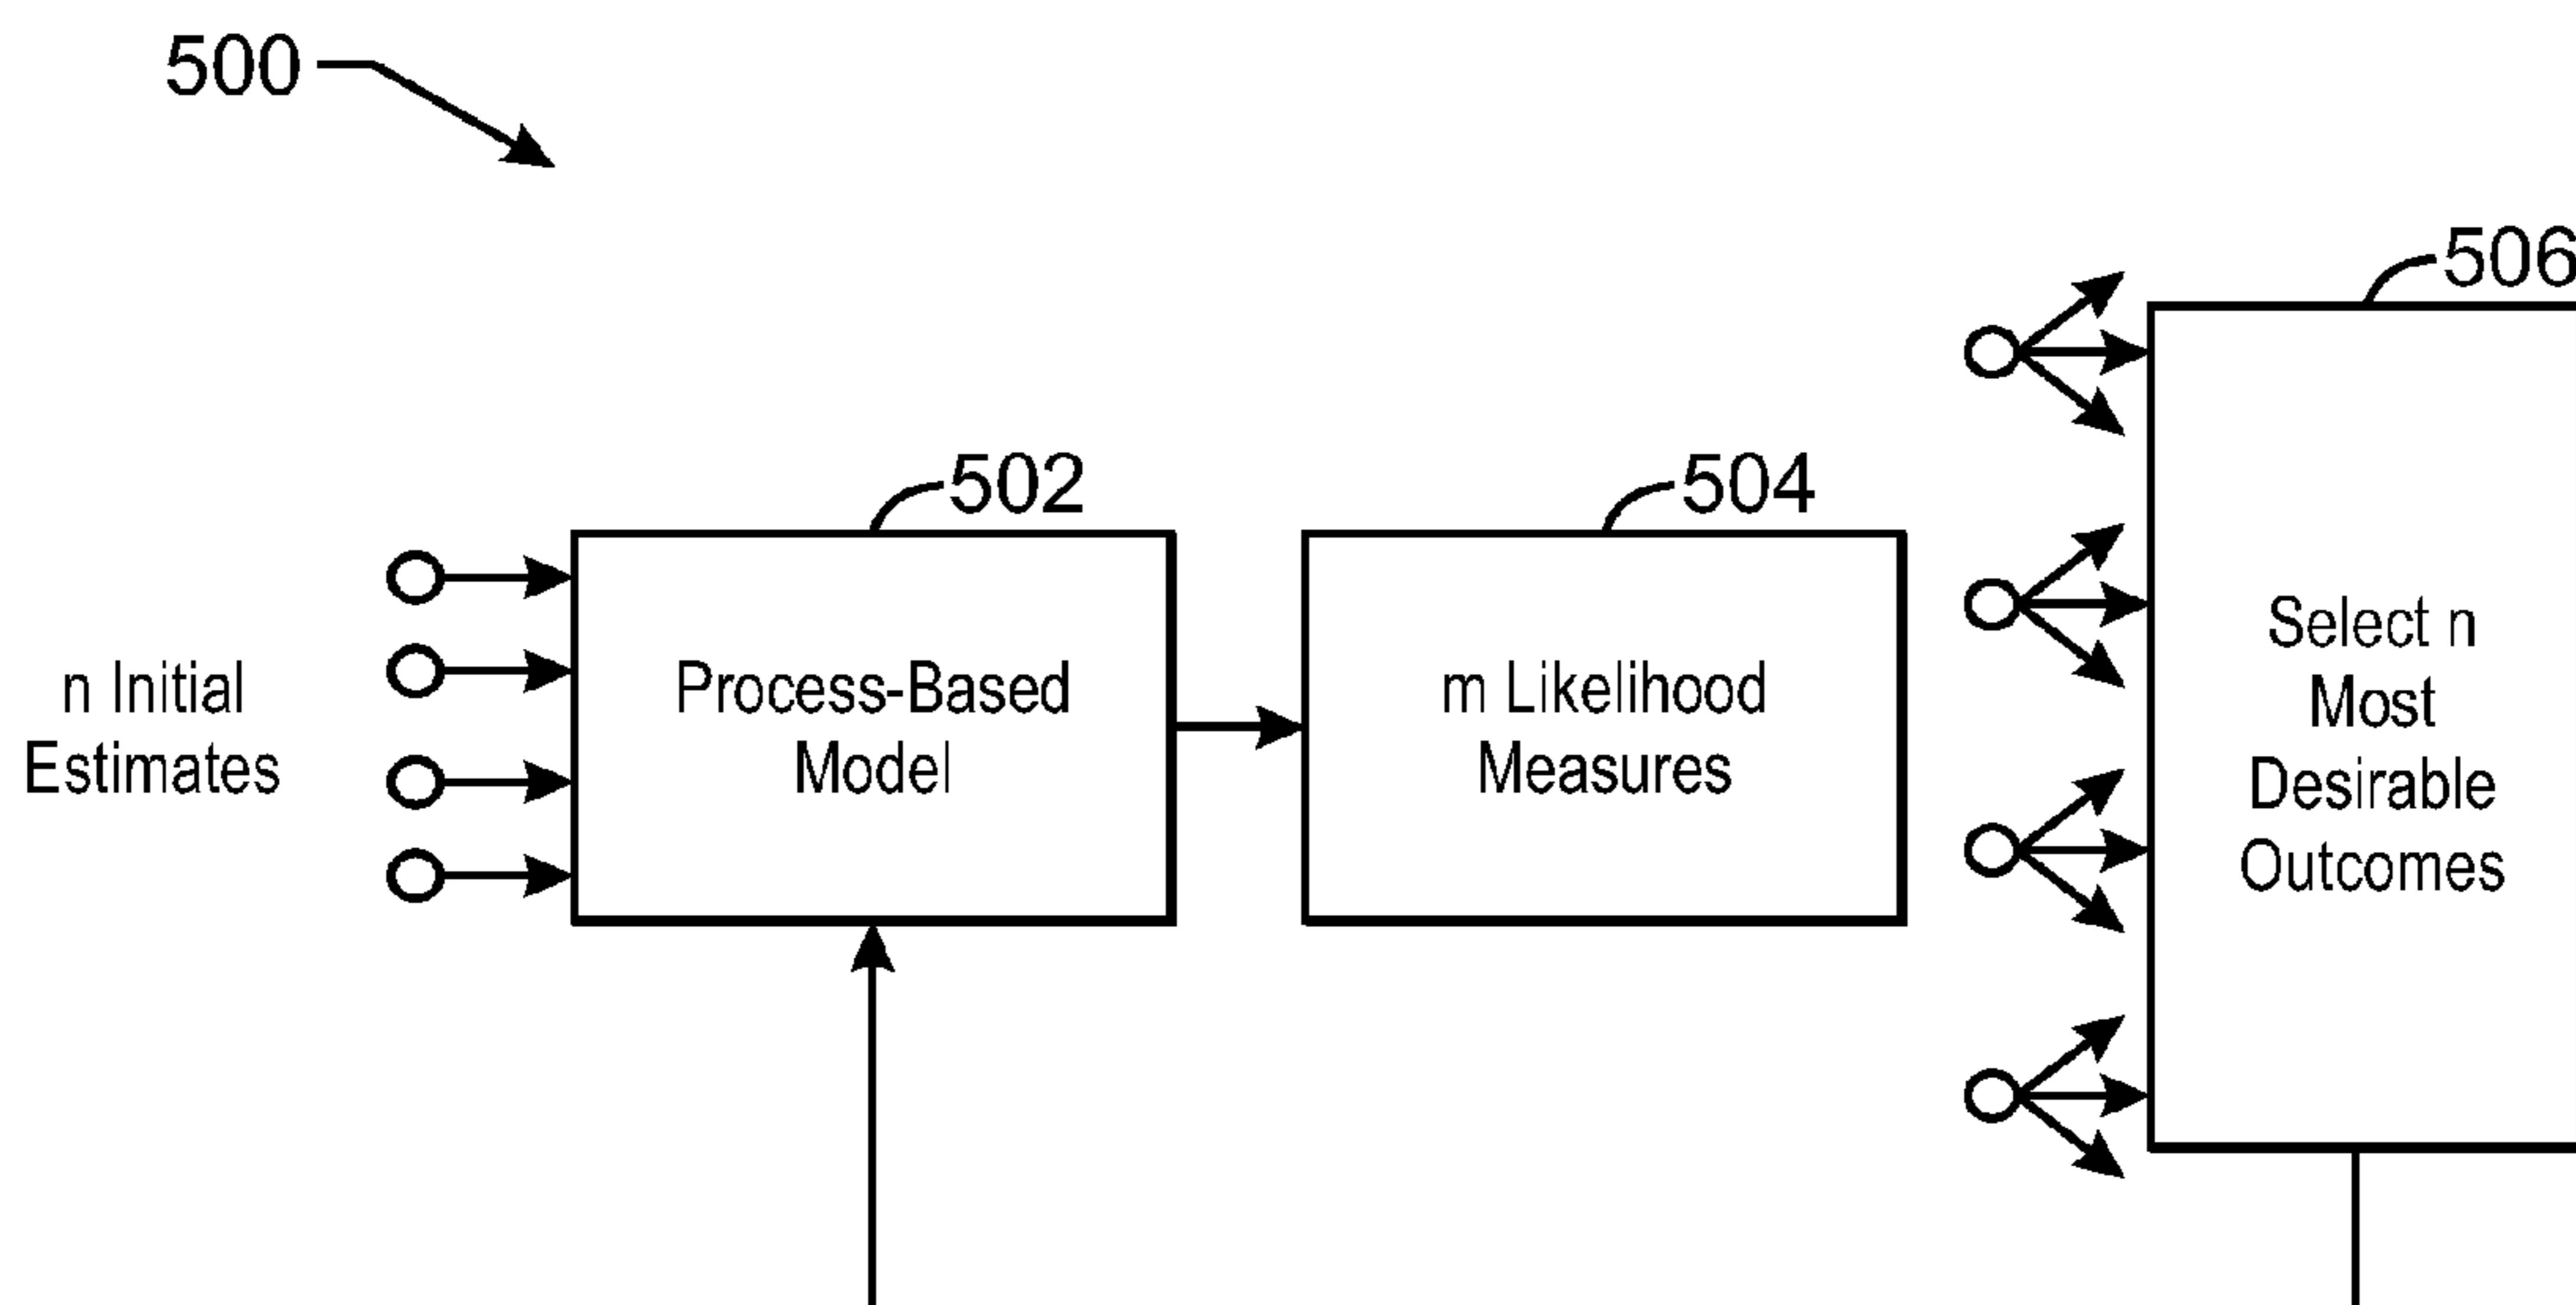 500
506
502
504
n Initial
Estimates
Process-Based
Model
m Likelihood
Measures
Select n
Most
Desirable
Outcomes